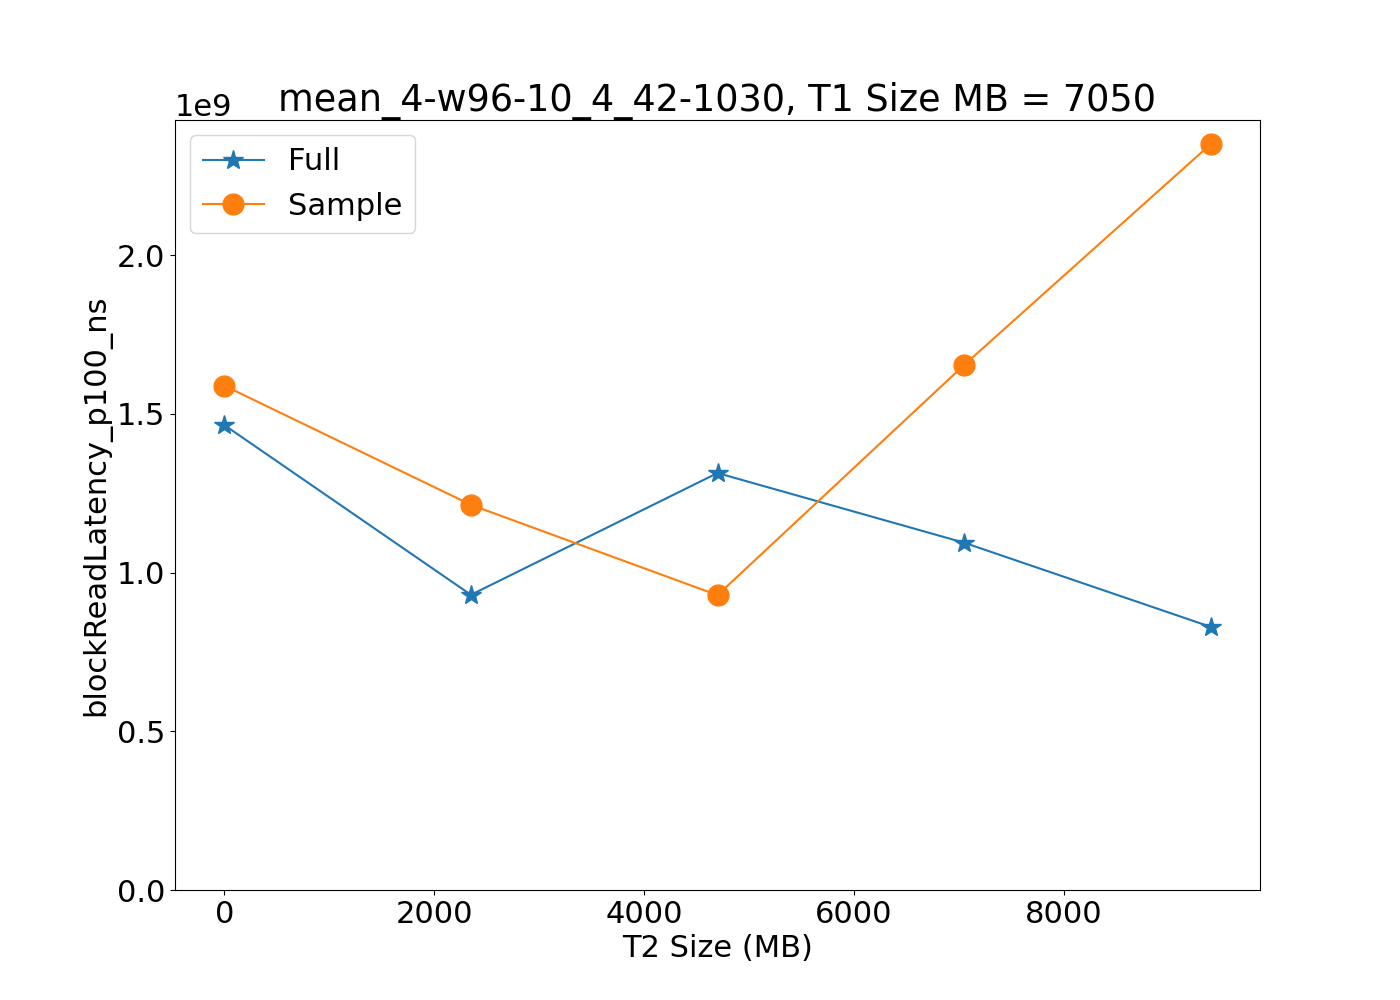 mean_4-w96-10_4_42-1030, T1 Size MB = 7050
1e9
Full
Sample
2.0
1.5
1.0
0.5
0.0
blockReadLatency_p100_ns
0 2000 4000 6000 8000
T2 Size (MB)